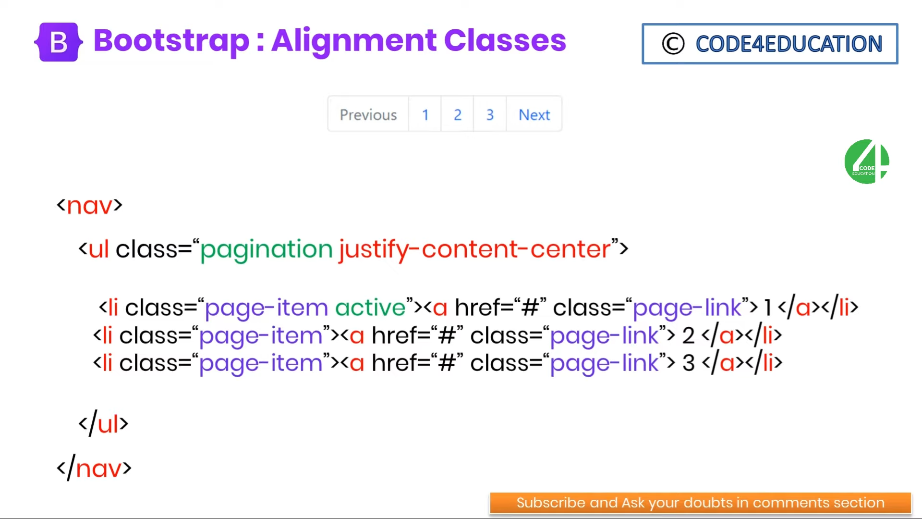 B Bootstrap : Alignment Classes
© CODE4EDUCATION
Previous 1 2 3 Next
4
CODE
EDUCATION
<nav>
<ul class=“pagination justify-content-center”>
<li class=“page-item active”><a href=“#” class=“page-link”> 1 </a></li>
<li class=“page-item”><a href=“#” class=“page-link”> 2 </a></li>
<li class=“page-item”><a href=“#” class=“page-link”> 3 </a></li>
</ul>
</nav>
Subscribe and Ask your doubts in comments section